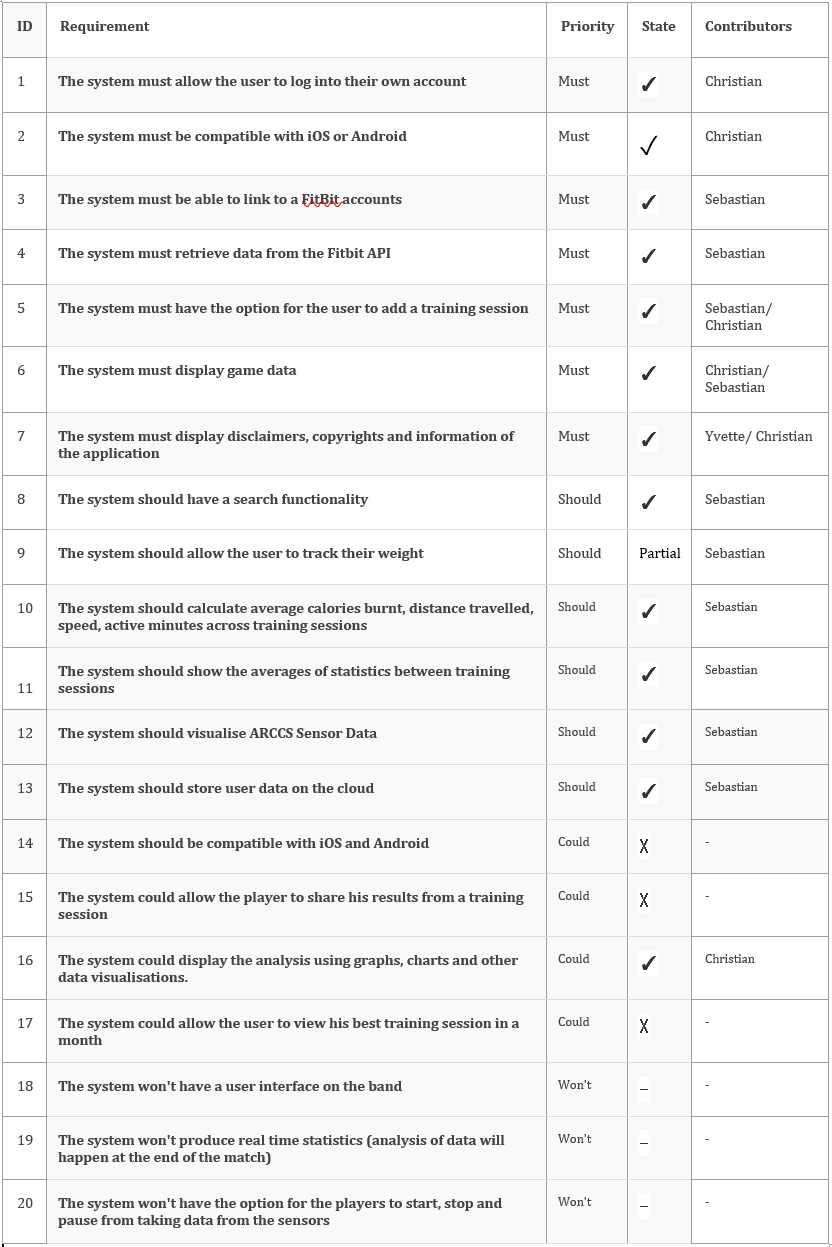 ID Requirement Priority State Contributors
1 The system must allow the user to log into their own account Must ✓ Christian
2 The system must be compatible with iOS or Android Must ✓ Christian
3 The system must be able to link to a FitBit accounts Must ✓ Sebastian
4 The system must retrieve data from the Fitbit API Must ✓ Sebastian
5 The system must have the option for the user to add a training session Must ✓ Sebastian/
Christian
6 The system must display game data Must ✓ Christian/
Sebastian
7 The system must display disclaimers, copyrights and information of Must ✓ Yvette/ Christian
the application
8 The system should have a search functionality Should ✓ Sebastian
9 The system should allow the user to track their weight Should Partial Sebastian
10 The system should calculate average calories burnt, distance travelled, Should ✓ Sebastian
speed, active minutes across training sessions
The system should show the averages of statistics between training Should ✓ Sebastian
11 sessions
12 The system should visualise ARCCS Sensor Data Should ✓ Sebastian
13 The system should store user data on the cloud Should ✓ Sebastian
14 The system should be compatible with iOS and Android Could X -
15 The system could allow the player to share his results from a training Could X -
session
16 The system could display the analysis using graphs, charts and other Could ✓ Christian
data visualisations.
17 The system could allow the user to view his best training session in a Could X -
month
18 The system won't have a user interface on the band Won't – -
19 The system won't produce real time statistics (analysis of data will Won't – -
happen at the end of the match)
20 The system won't have the option for the players to start, stop and Won't – -
pause from taking data from the sensors